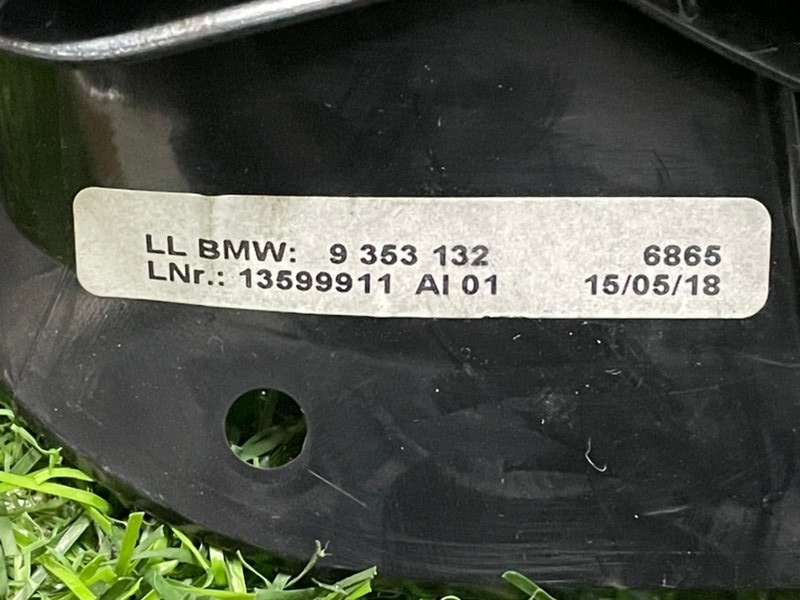 LL BMW: 9 353 132 6865
LNr.: 13599911 AI 01 15/05/18